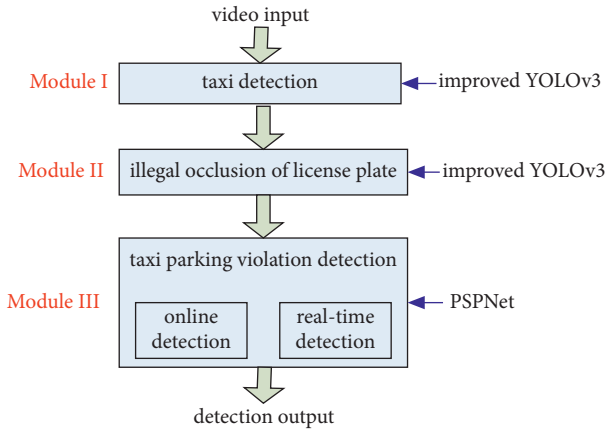 video input
Module I
taxi detection
improved YOLOv3
Module II
illegal occlusion of license plate
improved YOLOv3
taxi parking violation detection
Module III
online
detection
real-time
detection
PSPNet
detection output